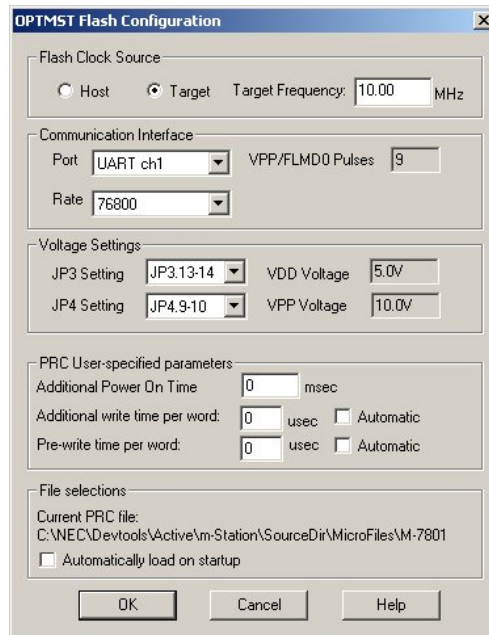 OPTMST Flash Configuration
Flash Clock Source
Host Target Target Frequency: 10.00 MHz
Communication Interface
Port UART ch1 VPP/FLMD0 Pulses 9
Rate 76800
Voltage Settings
JP3 Setting JP3.13-14 VDD Voltage 5.0V
JP4 Setting JP4.9-10 VPP Voltage 10.0V
PRC User-specified parameters
Additional Power On Time 0 msec
Additional write time per word: 0 usec Automatic
Pre-write time per word: 0 usec Automatic
File selections
Current PRC file:
C:\NEC\Devtools\Active\m-Station\SourceDir\MicroFiles\M-7801
Automatically load on startup
OK Cancel Help